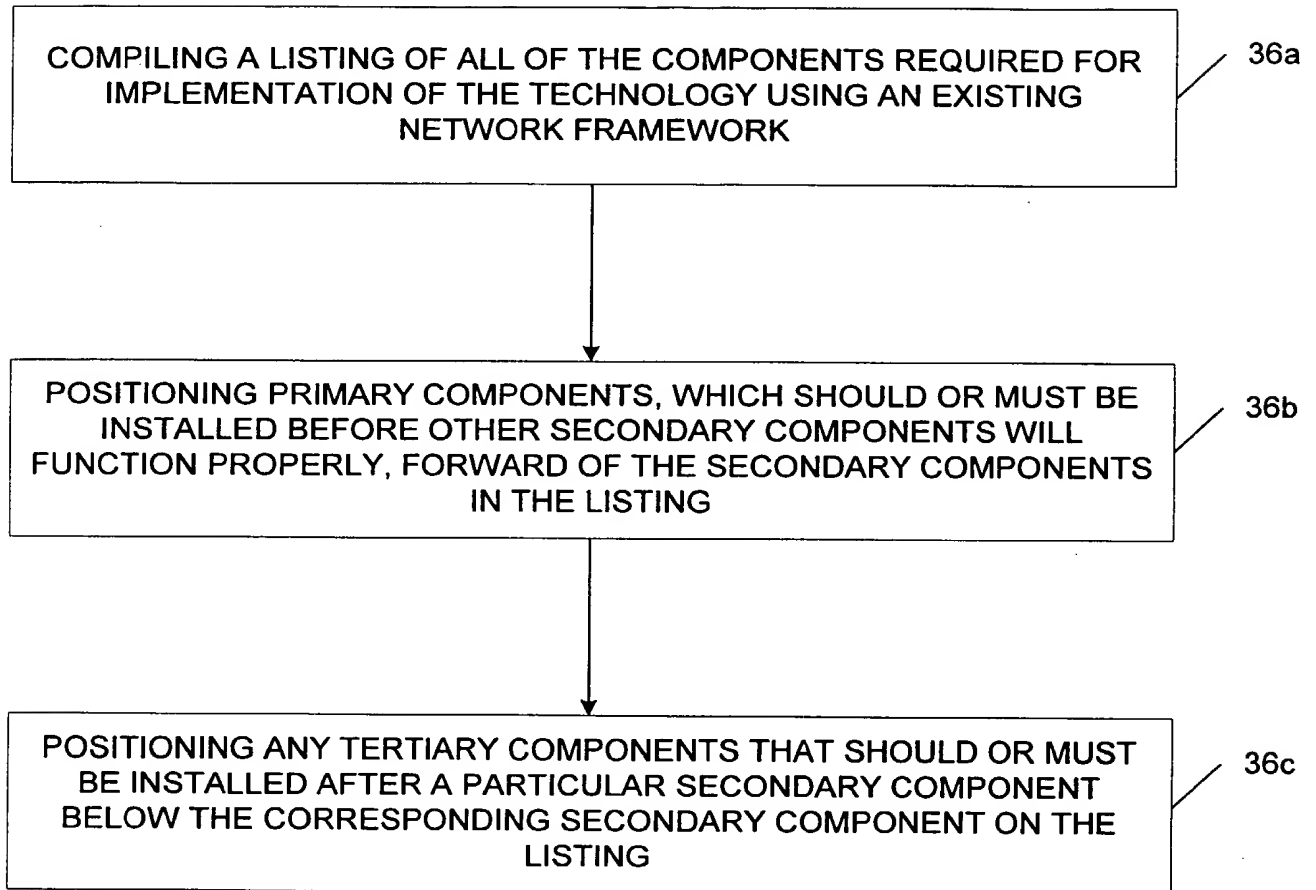 COMPILING A LISTING OF ALL OF THE COMPONENTS REQUIRED FOR
IMPLEMENTATION OF THE TECHNOLOGY USING AN EXISTING
NETWORK FRAMEWORK
36a
POSITIONING PRIMARY COMPONENTS, WHICH SHOULD OR MUST BE
INSTALLED BEFORE OTHER SECONDARY COMPONENTS WILL
FUNCTION PROPERLY, FORWARD OF THE SECONDARY COMPONENTS
IN THE LISTING
36b
POSITIONING ANY TERTIARY COMPONENTS THAT SHOULD OR MUST
BE INSTALLED AFTER A PARTICULAR SECONDARY COMPONENT
BELOW THE CORRESPONDING SECONDARY COMPONENT ON THE
LISTING
36c